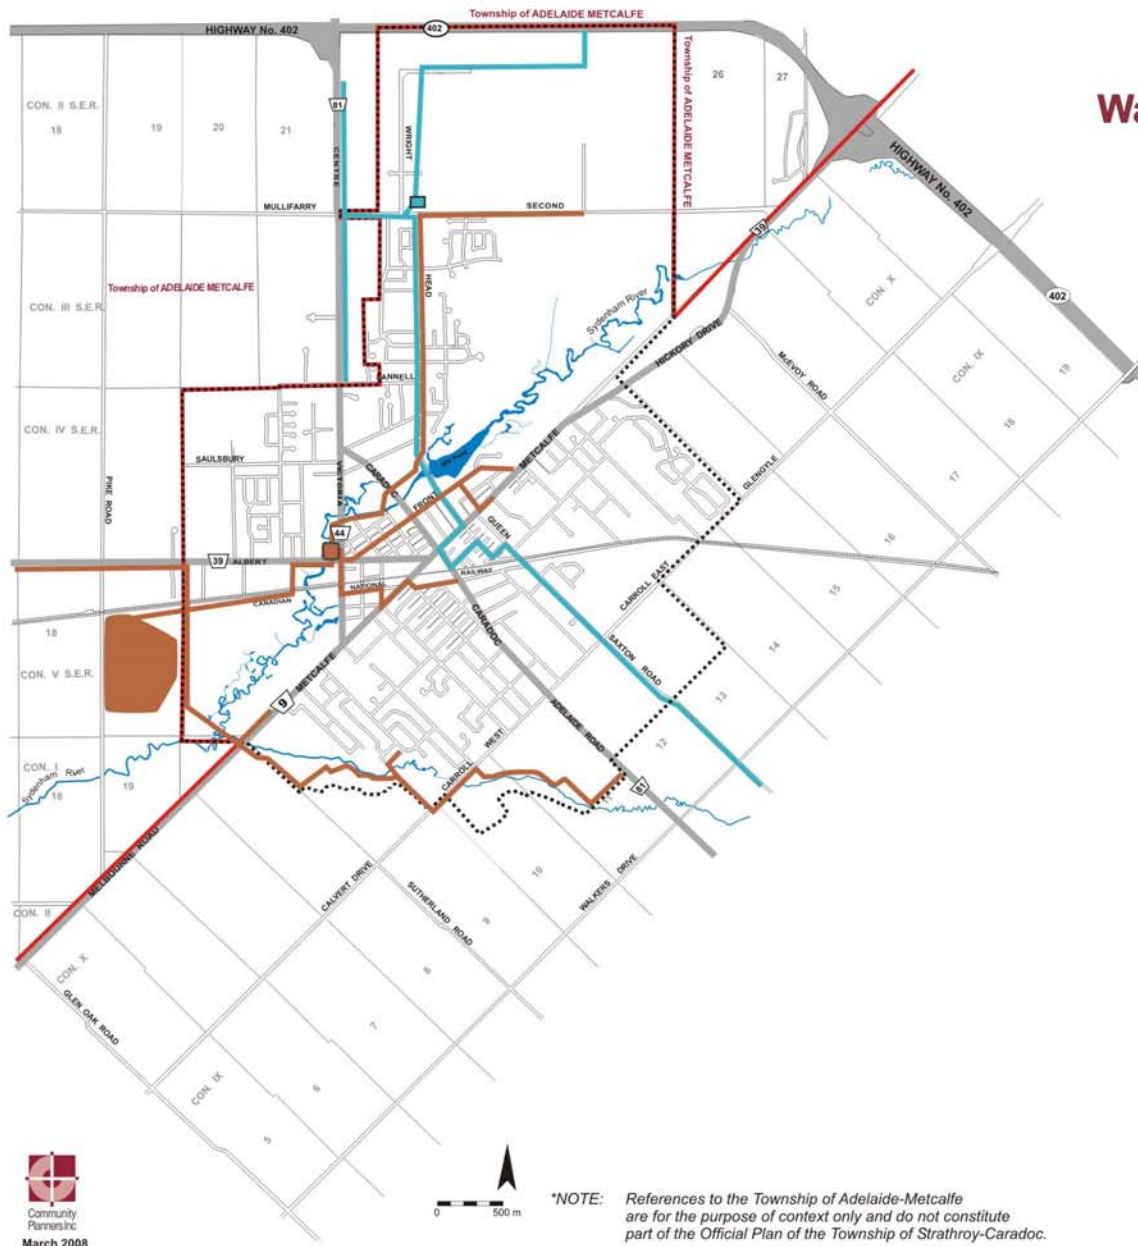 Township of ADELAIDE METCALFE
HIGHWAY No. 402
402
Township of ADELAIDE METCALFE
26
27
Wa
CON. II S.E.R.
18
19
20
21
81
CENTRE
WRIGHT
HIGHWAY No. 402
MULLIFARRY
SECOND
39
HEAD
Township of ADELAIDE METCALFE
CON. III S.E.R.
CON. X
402
Sydenham River
HICKORY DRIVE
McEVOY ROAD
CON. IX
19
ANNELL
CON. IV S.E.R.
18
SAULSBURY
METCALFE
GLENGYLE
17
PIKE ROAD
VICTORIA
CARADOC
FRONT
QUEEN
44
16
39
ALBERT
RAILWAY
NATIONAL
CANADIAN
CARROLL EAST
15
18
CARADOC
SAXTON ROAD
14
CON. V S.E.R.
METCALFE
9
13
WEST
ADELAIDE ROAD
12
CON. I
18
19
Sydenham River
CARROLL
81
11
MELBOURNE ROAD
CALVERT DRIVE
SUTHERLAND ROAD
WALKERS DRIVE
10
9
CON. II
8
CON. X
GLEN OAK ROAD
7
CON. IX
6
5
Community
Planners Inc
March 2008
0
500 m
*NOTE: References to the Township of Adelaide-Metcalfe
are for the purpose of context only and do not constitute
part of the Official Plan of the Township of Strathroy-Caradoc.